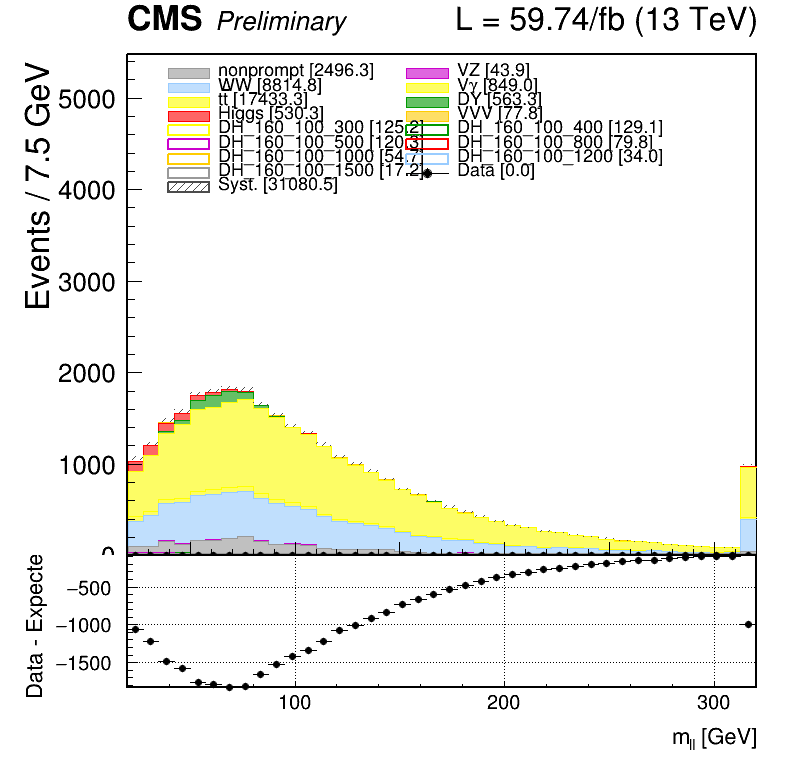 CMS Preliminary L = 59.74/fb (13 TeV)
Events / 7.5 GeV
5000
4000
3000
2000
1000
0
nonprompt [2496.3] VZ [43.9]
WW [8814.8] Vγ [849.0]
tt [17433.3] DY [563.3]
Higgs [530.3] VVV [77.8]
DH_160_100_300 [125.2] DH_160_100_400 [129.1]
DH_160_100_500 [120.3] DH_160_100_800 [79.8]
DH_160_100_1000 [54.7] DH_160_100_1200 [34.0]
DH_160_100_1500 [17.2] Data [0.0]
Syst. [31080.5]
Data - Expecte
−500
−1000
−1500
100 200 300
mll [GeV]